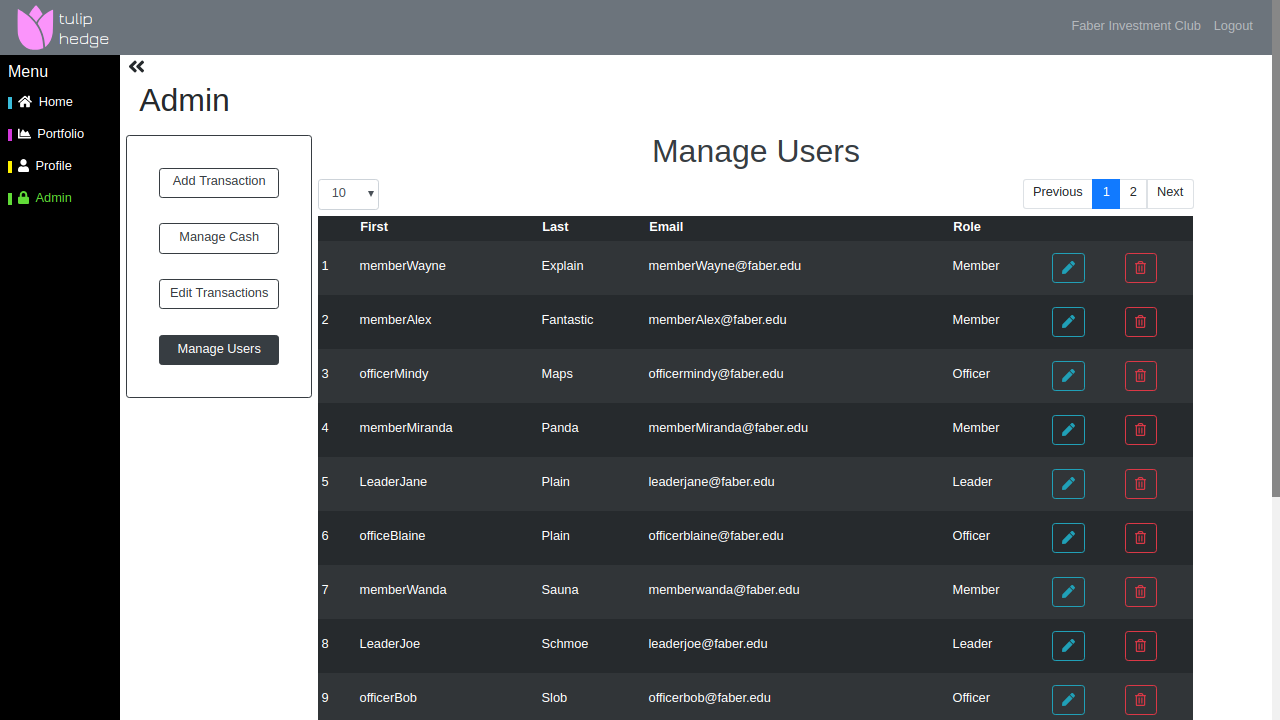 tulip
hedge
Faber Investment Club Logout
Menu
Home
Portfolio
Profile
Admin
Admin
Add Transaction
Manage Cash
Edit Transactions
Manage Users
Manage Users
10
Previous 1 2 Next
First Last Email Role
1 memberWayne Explain memberWayne@faber.edu Member
2 memberAlex Fantastic memberAlex@faber.edu Member
3 officerMindy Maps officermindy@faber.edu Officer
4 memberMiranda Panda memberMiranda@faber.edu Member
5 LeaderJane Plain leaderjane@faber.edu Leader
6 officeBlaine Plain officerblaine@faber.edu Officer
7 memberWanda Sauna memberwanda@faber.edu Member
8 LeaderJoe Schmoe leaderjoe@faber.edu Leader
9 officerBob Slob officerbob@faber.edu Officer